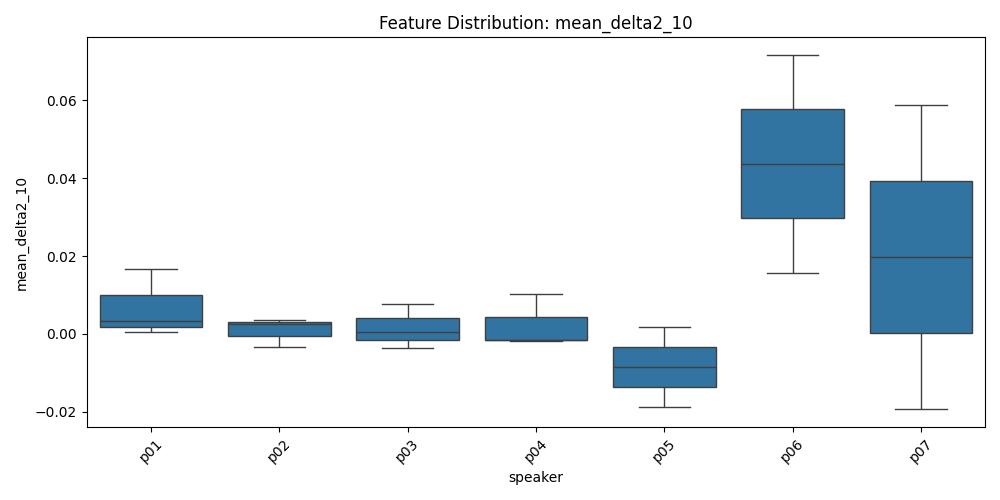 Feature Distribution: mean_delta2_10
mean_delta2_10
0.06
0.04
0.02
0.00
−0.02
p01
p02
p03
p04
p05
p06
p07
speaker